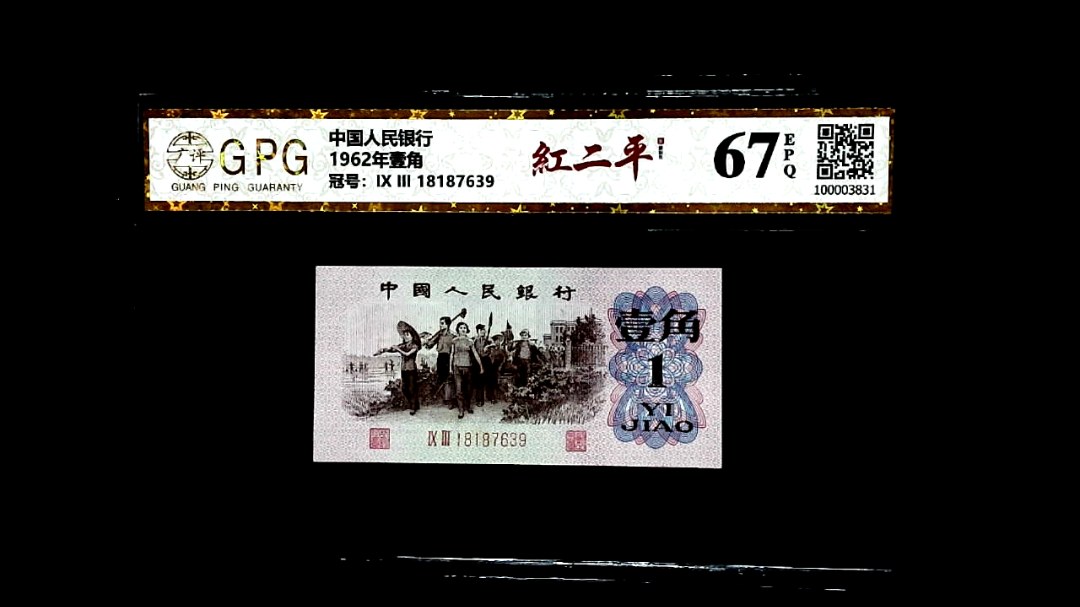 广评
GPG
GUANG PING GUARANTY
中国人民银行
1962年壹角
冠号：IX III 18187639
紅二平
67
EPQ
100003831
中國人民銀行
壹角
1
YI
JIAO
IX III 18187639